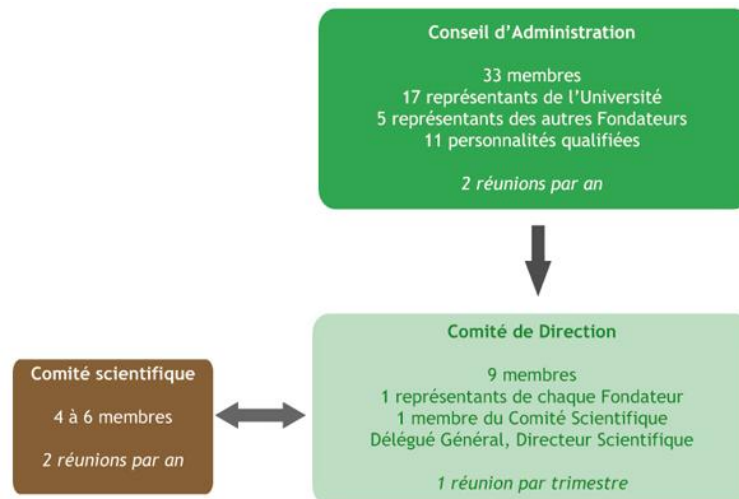 Conseil d'Administration
33 membres
17 représentants de l'Université
5 représentants des autres Fondateurs
11 personnalités qualifiées
2 réunions par an
Comité de Direction
9 membres
1 représentants de chaque Fondateur
1 membre du Comité Scientifique
Délégué Général, Directeur Scientifique
1 réunion par trimestre
Comité scientifique
4 à 6 membres
2 réunions par an